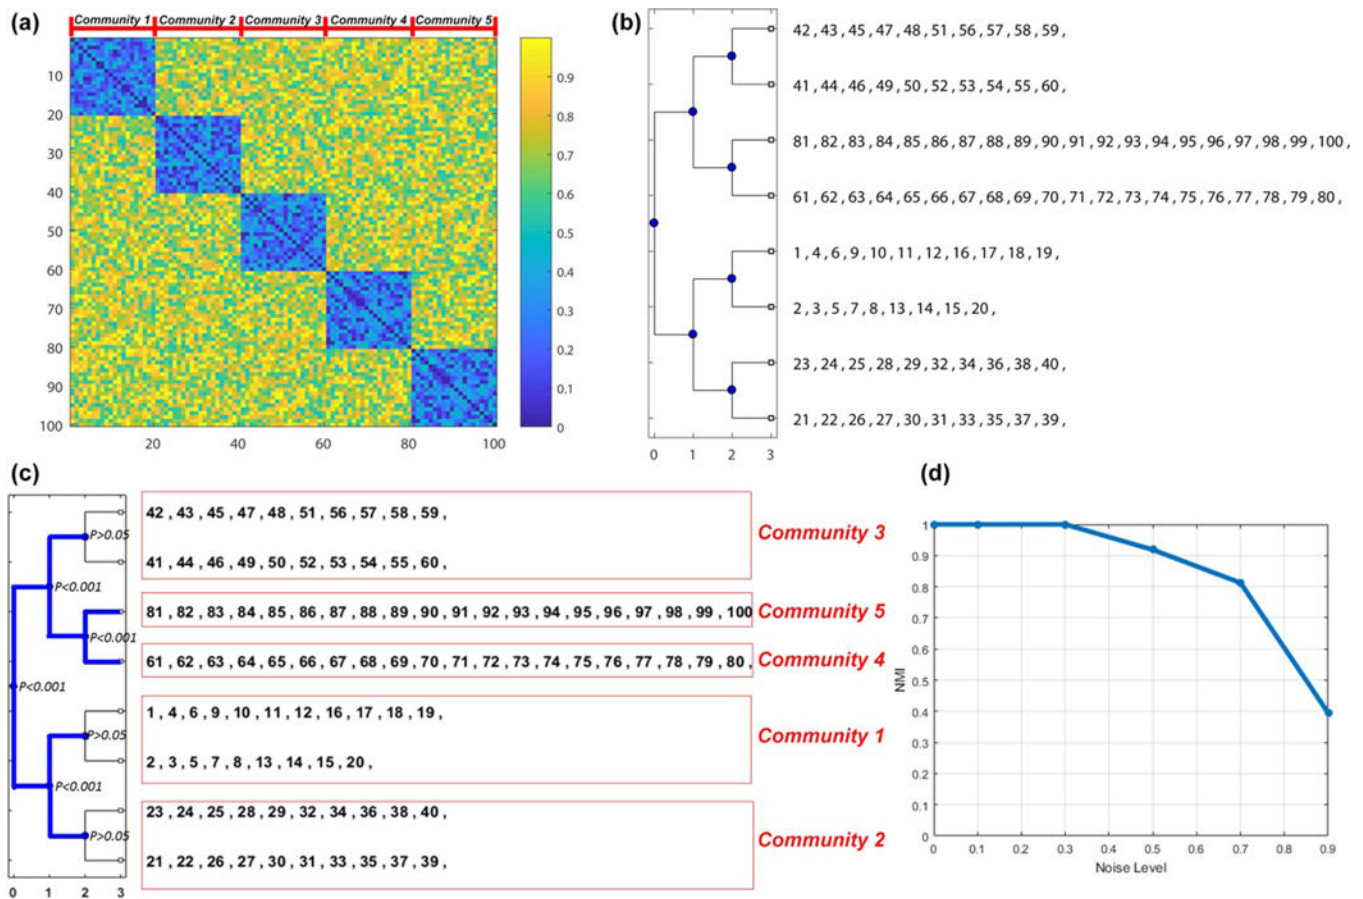 (a)
Community 1 Community 2 Community 3 Community 4 Community 5
10
20
30
40
50
60
70
80
90
100
20 40 60 80 100
0.9
0.8
0.7
0.6
0.5
0.4
0.3
0.2
0.1
0
(b)
42, 43, 45, 47, 48, 51, 56, 57, 58, 59,
41, 44, 46, 49, 50, 52, 53, 54, 55, 60,
81, 82, 83, 84, 85, 86, 87, 88, 89, 90, 91, 92, 93, 94, 95, 96, 97, 98, 99, 100,
61, 62, 63, 64, 65, 66, 67, 68, 69, 70, 71, 72, 73, 74, 75, 76, 77, 78, 79, 80,
1, 4, 6, 9, 10, 11, 12, 16, 17, 18, 19,
2, 3, 5, 7, 8, 13, 14, 15, 20,
23, 24, 25, 28, 29, 32, 34, 36, 38, 40,
21, 22, 26, 27, 30, 31, 33, 35, 37, 39,
0 1 2 3
(c)
42 , 43 , 45 , 47 , 48 , 51 , 56 , 57 , 58 , 59 ,
P>0.05
Community 3
41 , 44 , 46 , 49 , 50 , 52 , 53 , 54 , 55 , 60 ,
P<0.001
81 , 82 , 83 , 84 , 85 , 86 , 87 , 88 , 89 , 90 , 91 , 92 , 93 , 94 , 95 , 96 , 97 , 98 , 99 , 100
Community 5
P<0.001
61 , 62 , 63 , 64 , 65 , 66 , 67 , 68 , 69 , 70 , 71 , 72 , 73 , 74 , 75 , 76 , 77 , 78 , 79 , 80 ,
Community 4
P<0.001
1 , 4 , 6 , 9 , 10 , 11 , 12 , 16 , 17 , 18 , 19 ,
P>0.05
Community 1
2 , 3 , 5 , 7 , 8 , 13 , 14 , 15 , 20 ,
P<0.001
23 , 24 , 25 , 28 , 29 , 32 , 34 , 36 , 38 , 40 ,
P>0.05
Community 2
21 , 22 , 26 , 27 , 30 , 31 , 33 , 35 , 37 , 39 ,
0 1 2 3
(d)
1
0.9
0.8
0.7
0.6
0.5
0.4
0.3
0.2
0.1
0
NMI
0 0.1 0.2 0.3 0.4 0.5 0.6 0.7 0.8 0.9
Noise Level